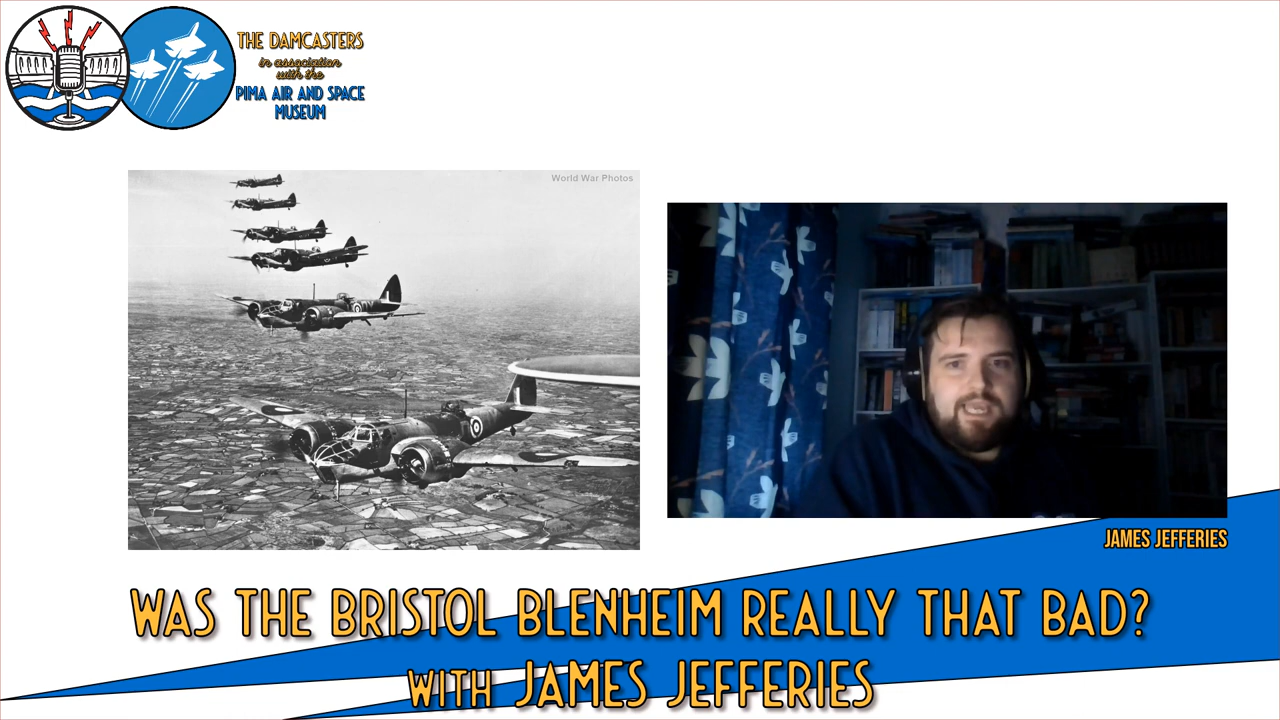 THE DAMCASTERS
in association
with the
PIMA AIR AND SPACE
MUSEUM
World War Photos
JAMES JEFFERIES
WAS THE BRISTOL BLENHEIM REALLY THAT BAD?
WITH JAMES JEFFERIES